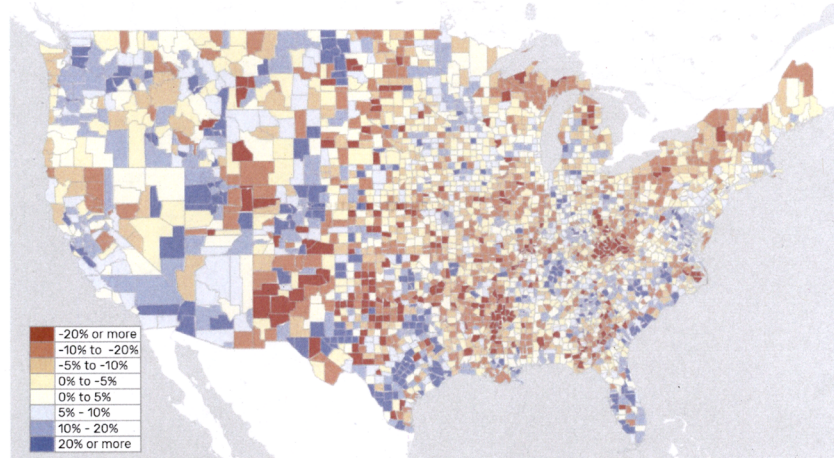 -20% or more
-10% to -20%
-5% to -10%
0% to -5%
0% to 5%
5% - 10%
10% - 20%
20% or more